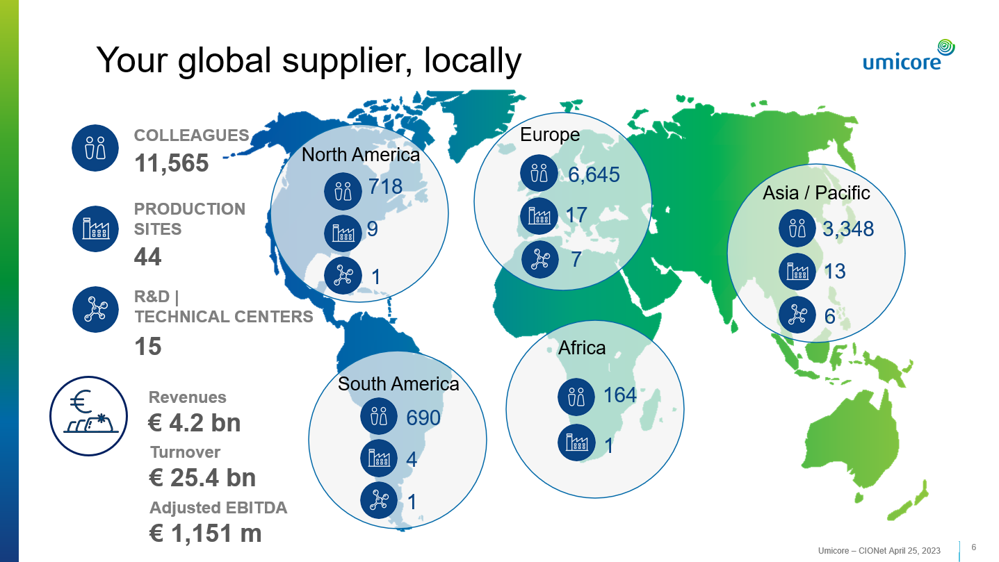 Your global supplier, locally
umicore
COLLEAGUES
11,565
PRODUCTION
SITES
44
R&D |
TECHNICAL CENTERS
15
Revenues
€ 4.2 bn
Turnover
€ 25.4 bn
Adjusted EBITDA
€ 1,151 m
North America
718
9
1
Europe
6,645
17
7
Asia / Pacific
3,348
13
6
South America
690
4
1
Africa
164
1
Umicore – CIONet April 25, 2023
6